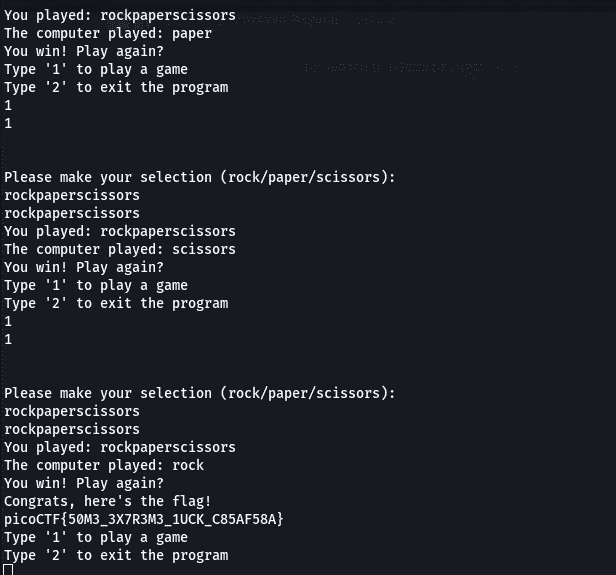 You played: rockpaperscissors
The computer played: paper
You win! Play again?
Type '1' to play a game
Type '2' to exit the program
1
1
Please make your selection (rock/paper/scissors):
rockpaperscissors
rockpaperscissors
You played: rockpaperscissors
The computer played: scissors
You win! Play again?
Type '1' to play a game
Type '2' to exit the program
1
1
Please make your selection (rock/paper/scissors):
rockpaperscissors
rockpaperscissors
You played: rockpaperscissors
The computer played: rock
You win! Play again?
Congrats, here's the flag!
picoCTF{50M3_3X7R3M3_1UCK_C85AF58A}
Type '1' to play a game
Type '2' to exit the program